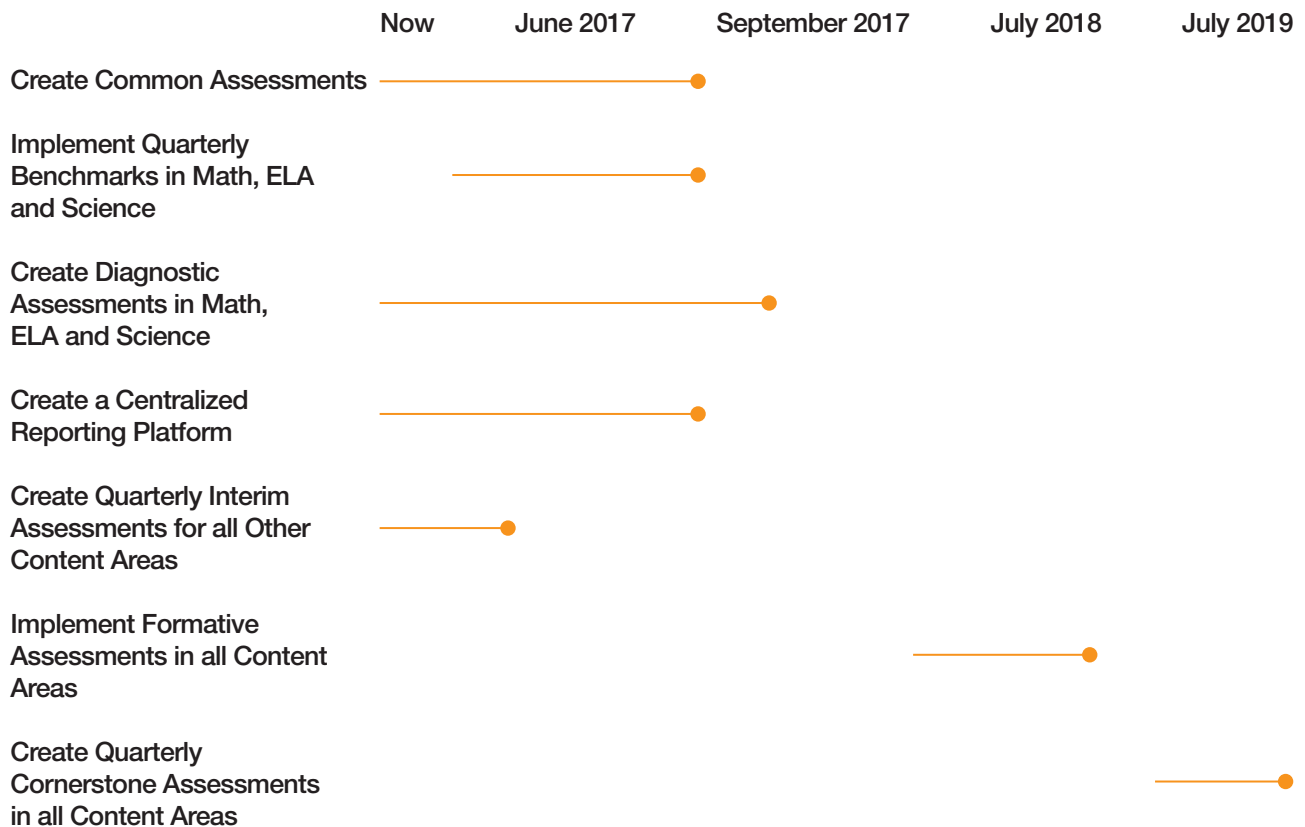 Now June 2017 September 2017 July 2018 July 2019
Create Common Assessments
Implement Quarterly
Benchmarks in Math, ELA
and Science
Create Diagnostic
Assessments in Math,
ELA and Science
Create a Centralized
Reporting Platform
Create Quarterly Interim
Assessments for all Other
Content Areas
Implement Formative
Assessments in all Content
Areas
Create Quarterly
Cornerstone Assessments
in all Content Areas